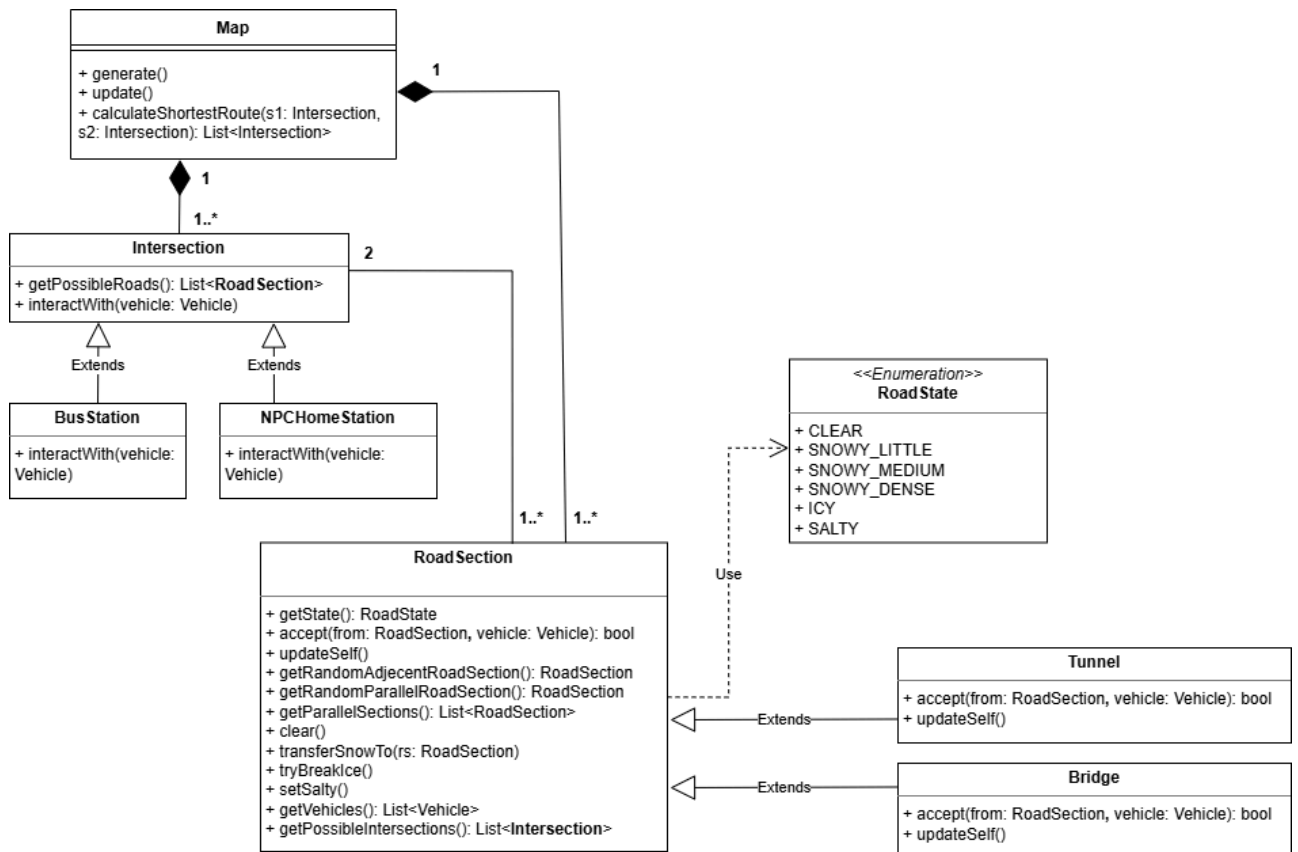 Map
+ generate()
+ update()
+ calculateShortestRoute(s1: Intersection,
s2: Intersection): List<Intersection>
1
1
1..*
Intersection
+ getPossibleRoads(): List<RoadSection>
+ interactWith(vehicle: Vehicle)
2
Extends
Extends
BusStation
+ interactWith(vehicle:
Vehicle)
NPCHomeStation
+ interactWith(vehicle:
Vehicle)
<<Enumeration>>
RoadState
+ CLEAR
+ SNOWY_LITTLE
+ SNOWY_MEDIUM
+ SNOWY_DENSE
+ ICY
+ SALTY
1..*
1..*
Use
RoadSection
+ getState(): RoadState
+ accept(from: RoadSection, vehicle: Vehicle): bool
+ updateSelf()
+ getRandomAdjecentRoadSection(): RoadSection
+ getRandomParallelRoadSection(): RoadSection
+ getParallelSections(): List<RoadSection>
+ clear()
+ transferSnowTo(rs: RoadSection)
+ tryBreakIce()
+ setSalty()
+ getVehicles(): List<Vehicle>
+ getPossibleIntersections(): List<Intersection>
Extends
Tunnel
+ accept(from: RoadSection, vehicle: Vehicle): bool
+ updateSelf()
Extends
Bridge
+ accept(from: RoadSection, vehicle: Vehicle): bool
+ updateSelf()